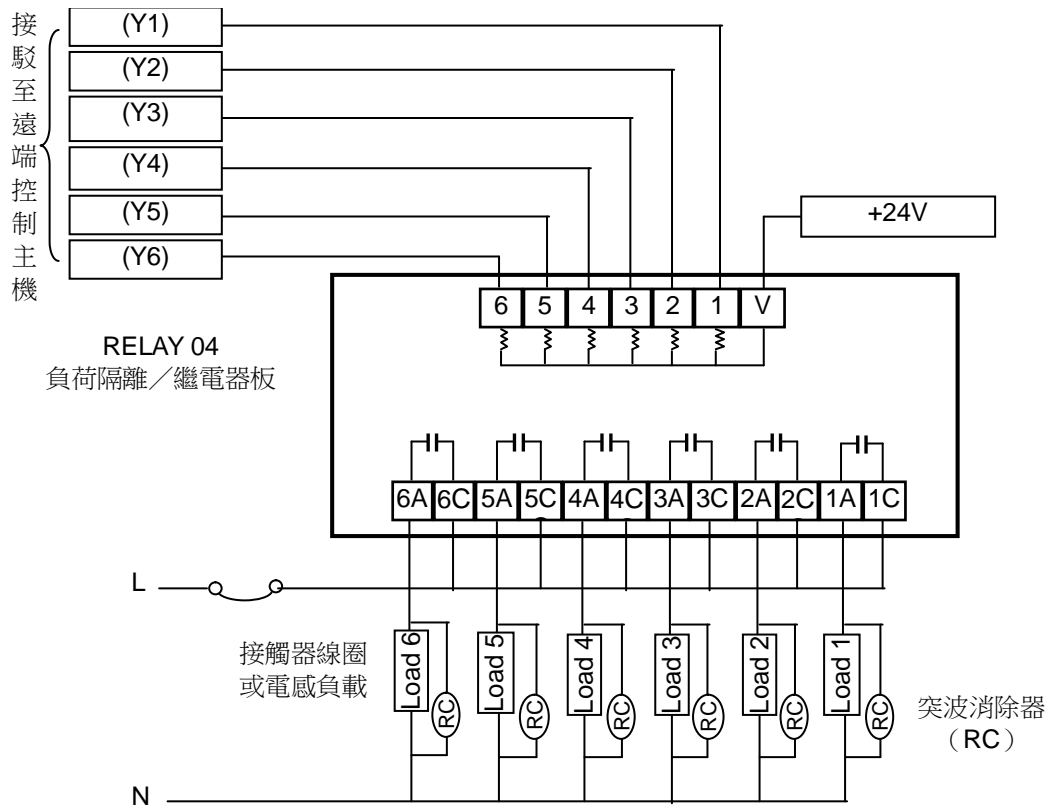 接駁至遠端控制主機
(Y1)
(Y2)
(Y3)
(Y4)
(Y5)
(Y6)
+24V
6 5 4 3 2 1 V
RELAY 04
負荷隔離／繼電器板
6A 6C 5A 5C 4A 4C 3A 3C 2A 2C 1A 1C
L
接觸器線圈
或電感負載
Load 6 RC Load 5 RC Load 4 RC Load 3 RC Load 2 RC Load 1 RC
突波消除器
（RC）
N